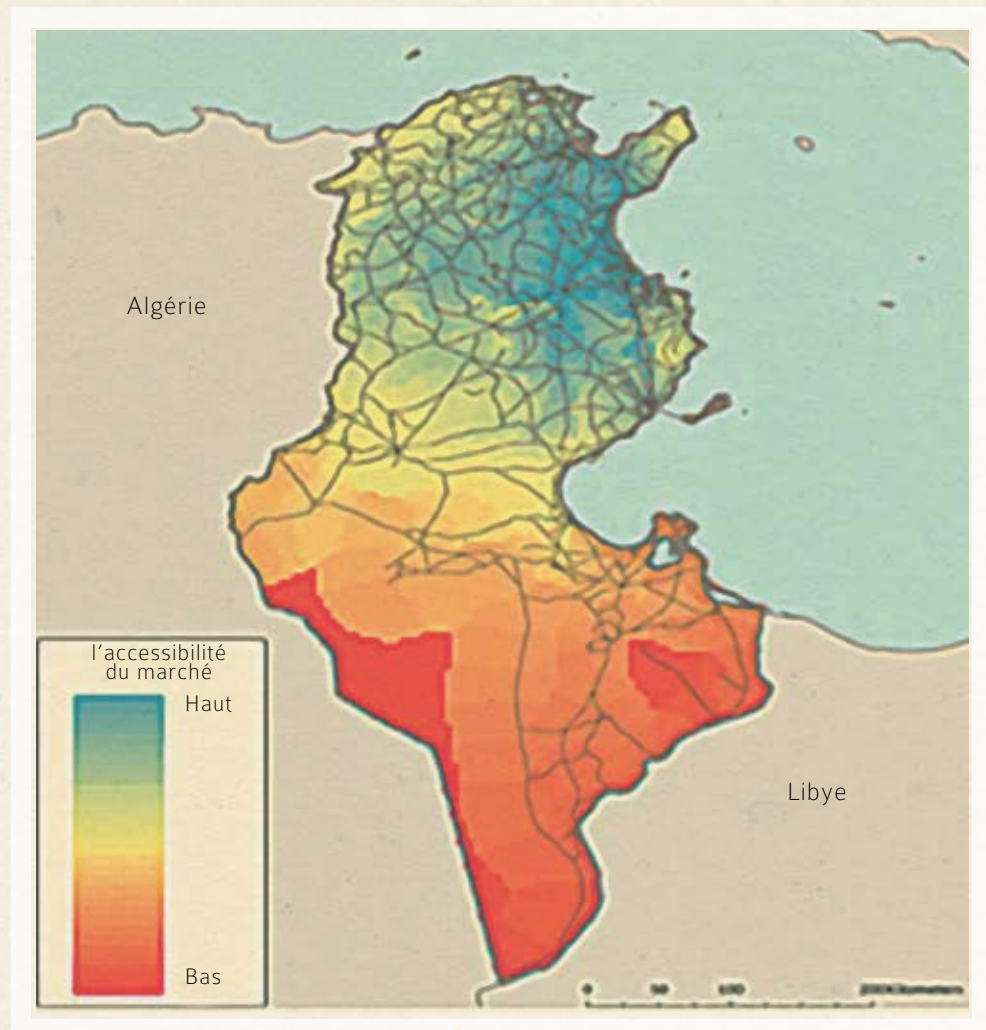 Algérie
l'accessibilité
du marché
Haut
Bas
Libye
0 50 100